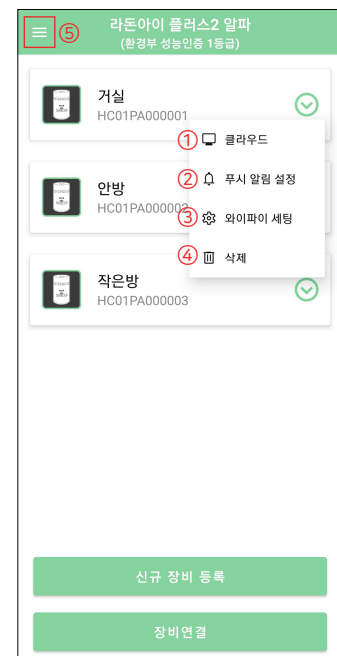 ⑤ 라돈아이 플러스2 알파
(환경부 성능인증 1등급)
거실
HC01PA000001
① 클라우드
안방
② 푸시 알림 설정
HC01PA000002
③ 와이파이 세팅
④ 삭제
작은방
HC01PA000003
신규 장비 등록
장비연결